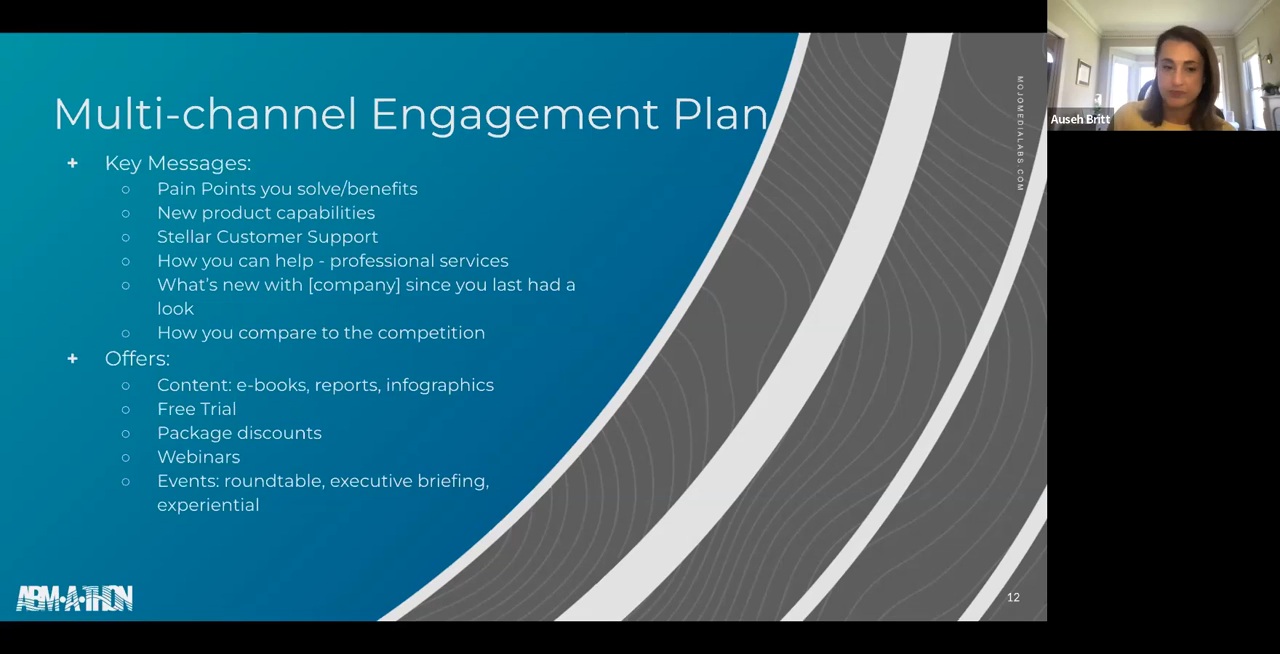 Multi-channel Engagement Plan
+ Key Messages:
○ Pain Points you solve/benefits
○ New product capabilities
○ Stellar Customer Support
○ How you can help - professional services
○ What's new with [company] since you last had a
look
○ How you compare to the competition
+ Offers:
○ Content: e-books, reports, infographics
○ Free Trial
○ Package discounts
○ Webinars
○ Events: roundtable, executive briefing,
experiential
ABM•A•THON
12
MOJOMEDIALABS.COM
Auseh Britt